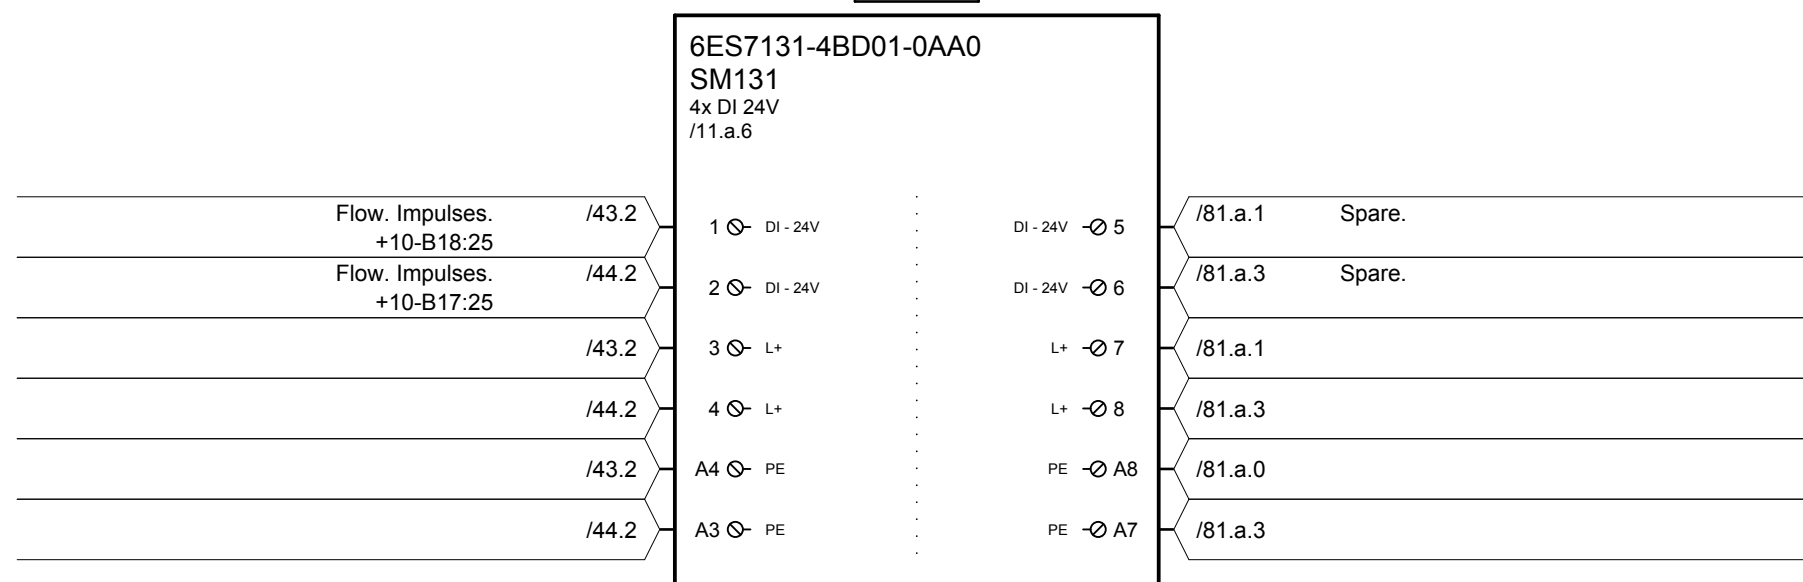 6ES7131-4BD01-0AA0
SM131
4x DI 24V
/11.a.6
Flow. Impulses. /43.2 1 DI - 24V DI - 24V 5 /81.a.1 Spare.
+10-B18:25
Flow. Impulses. /44.2 2 DI - 24V DI - 24V 6 /81.a.3 Spare.
+10-B17:25
/43.2 3 L+ L+ 7 /81.a.1
/44.2 4 L+ L+ 8 /81.a.3
/43.2 A4 PE PE A8 /81.a.0
/44.2 A3 PE PE A7 /81.a.3